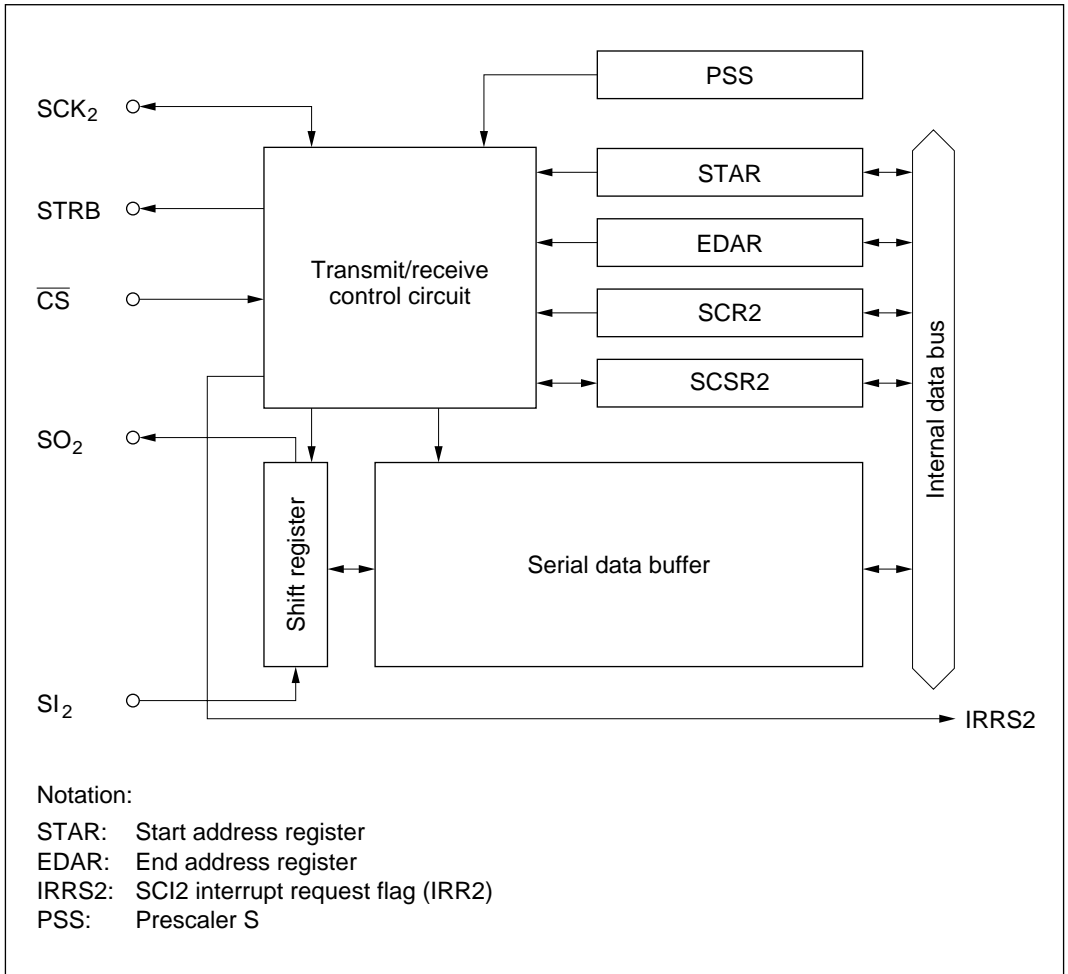 PSS
SCK2
STAR
STRB
EDAR
Transmit/receive
control circuit
CS
SCR2
SCSR2
Internal data bus
SO2
Shift register
Serial data buffer
SI2
IRRS2
Notation:
STAR: Start address register
EDAR: End address register
IRRS2: SCI2 interrupt request flag (IRR2)
PSS: Prescaler S